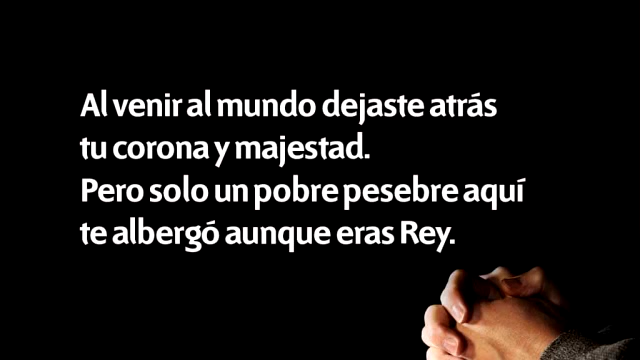 Al venir al mundo dejaste atrás
tu corona y majestad.
Pero solo un pobre pesebre aquí
te albergó aunque eras Rey.